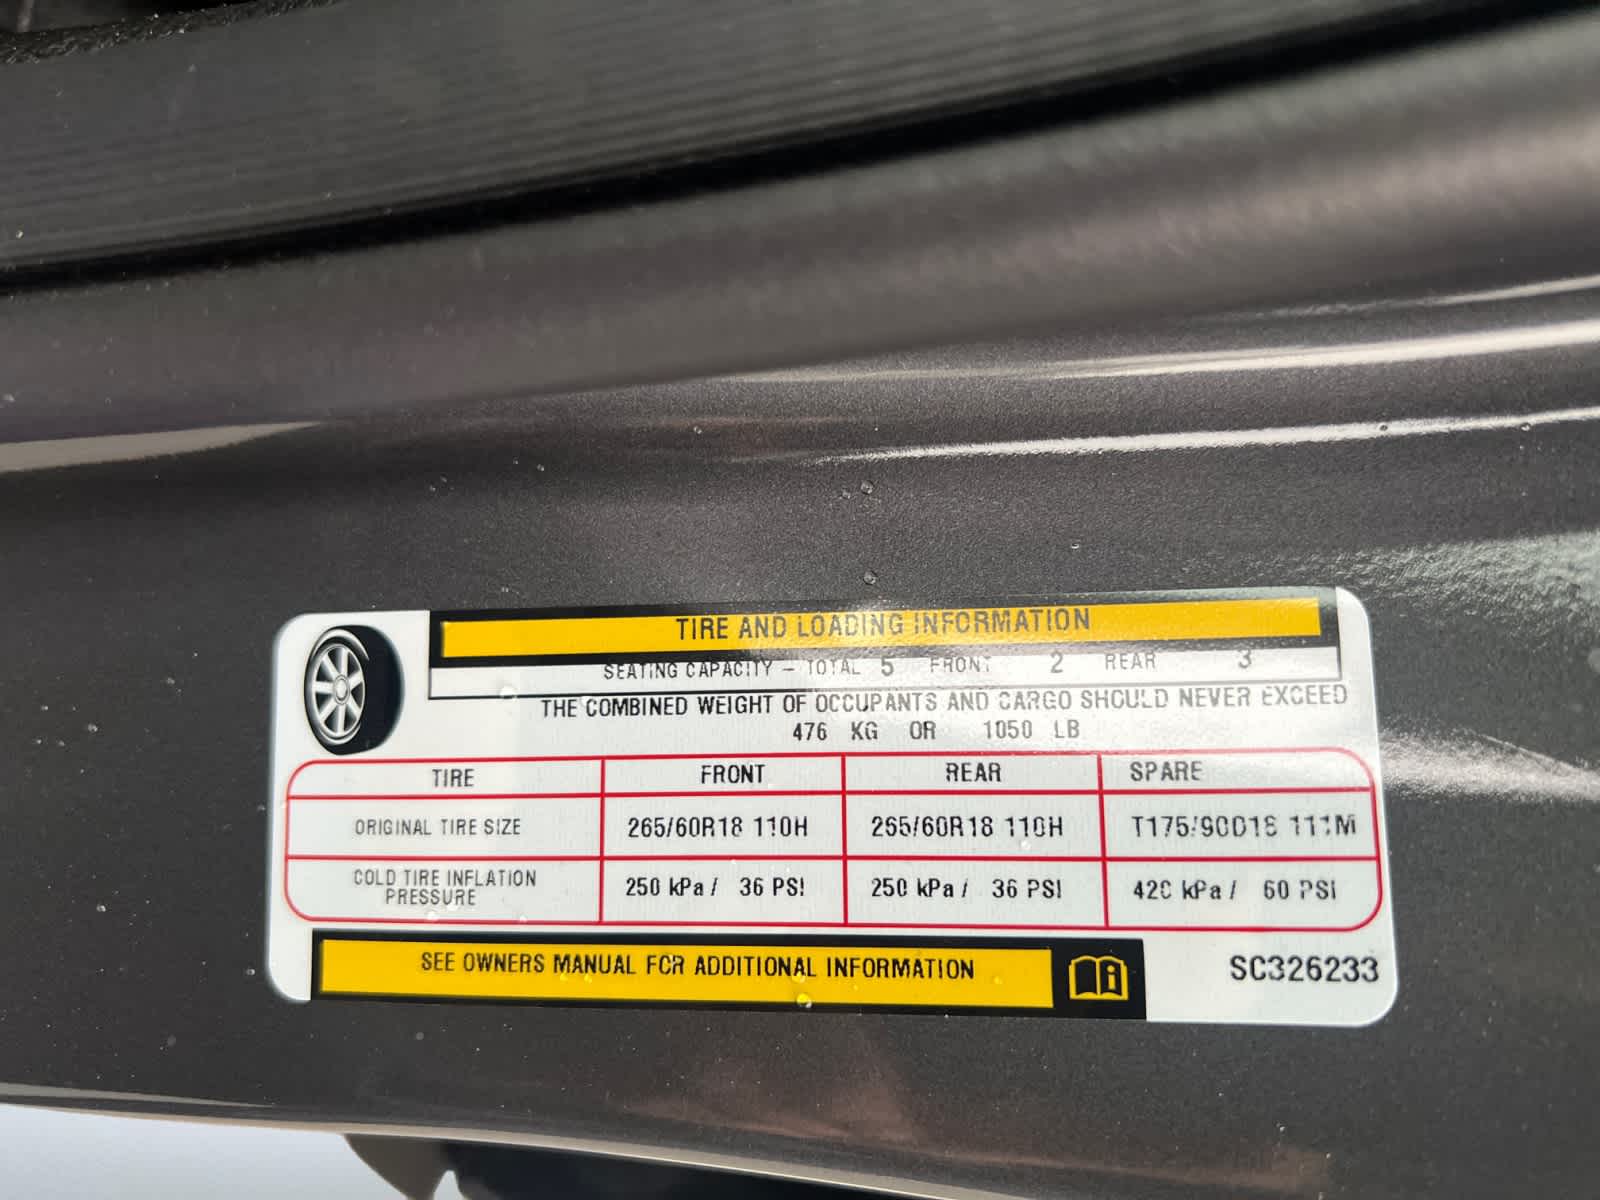 TIRE AND LOADING INFORMATION
SEATING CAPACITY - TOTAL 5 FRONT 2 REAR 3
THE COMBINED WEIGHT OF OCCUPANTS AND CARGO SHOULD NEVER EXCEED
476 KG OR 1050 LB
TIRE FRONT REAR SPARE
ORIGINAL TIRE SIZE 265/60R18 110H 265/60R18 110H T175/90D18 111M
COLD TIRE INFLATION
PRESSURE 250 kPa / 36 PSI 250 kPa / 36 PSI 420 kPa / 60 PSI
SEE OWNERS MANUAL FOR ADDITIONAL INFORMATION
SC326233